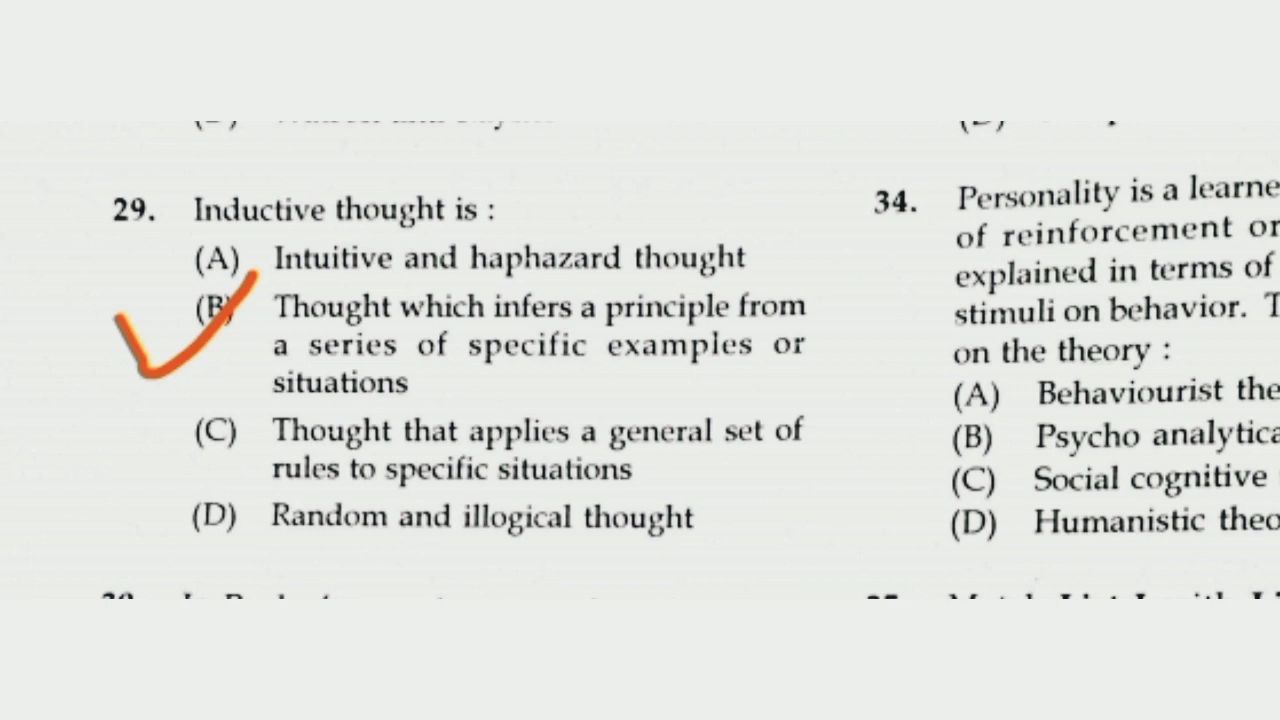 29. Inductive thought is :
(A) Intuitive and haphazard thought
(B) Thought which infers a principle from
a series of specific examples or
situations
(C) Thought that applies a general set of
rules to specific situations
(D) Random and illogical thought
34. Personality is a learne
of reinforcement or
explained in terms of
stimuli on behavior. T
on the theory :
(A) Behaviourist the
(B) Psycho analytica
(C) Social cognitive
(D) Humanistic theo